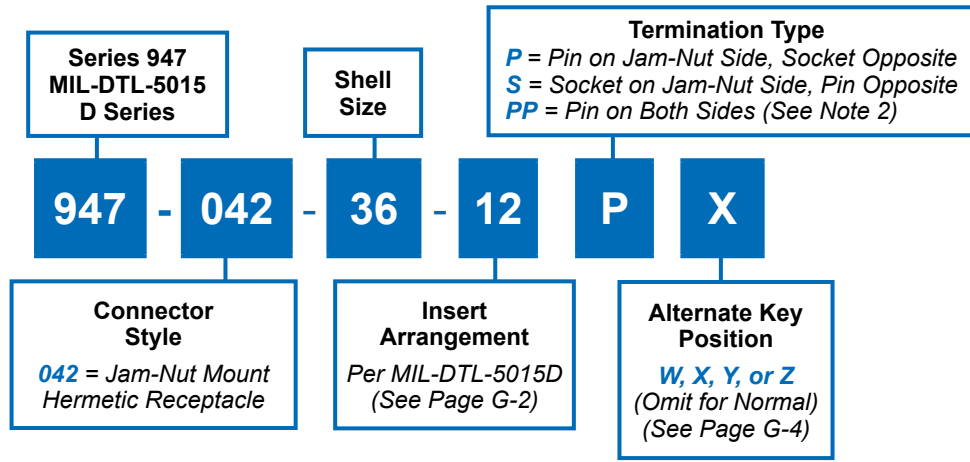 Series 947
MIL-DTL-5015
D Series
Shell
Size
Termination Type
P = Pin on Jam-Nut Side, Socket Opposite
S = Socket on Jam-Nut Side, Pin Opposite
PP = Pin on Both Sides (See Note 2)
947 - 042 - 36 - 12 P X
Connector
Style
042 = Jam-Nut Mount
Hermetic Receptacle
Insert
Arrangement
Per MIL-DTL-5015D
(See Page G-2)
Alternate Key
Position
W, X, Y, or Z
(Omit for Normal)
(See Page G-4)